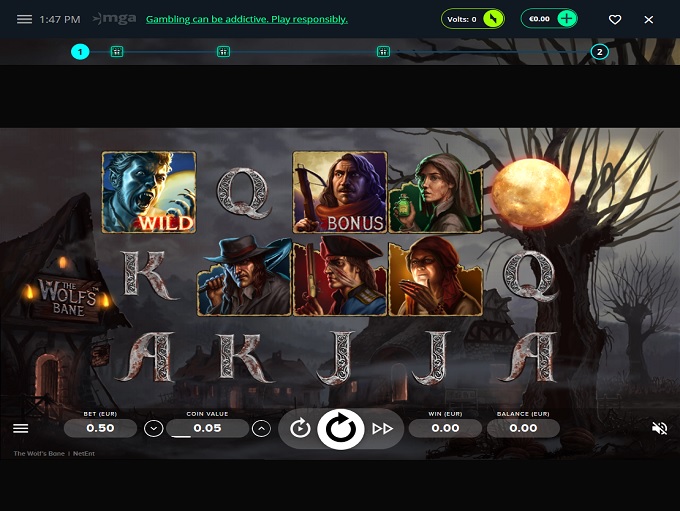 1:47 PM mga Gambling can be addictive. Play responsibly. Volts: 0 €0.00
1 2
WILD Q BONUS
K Q
THE
WOLF'S
BANE
A K J J A
BET (EUR) COIN VALUE WIN (EUR) BALANCE (EUR)
0.50 0.05 0.00 0.00
The Wolf's Bane | NetEnt